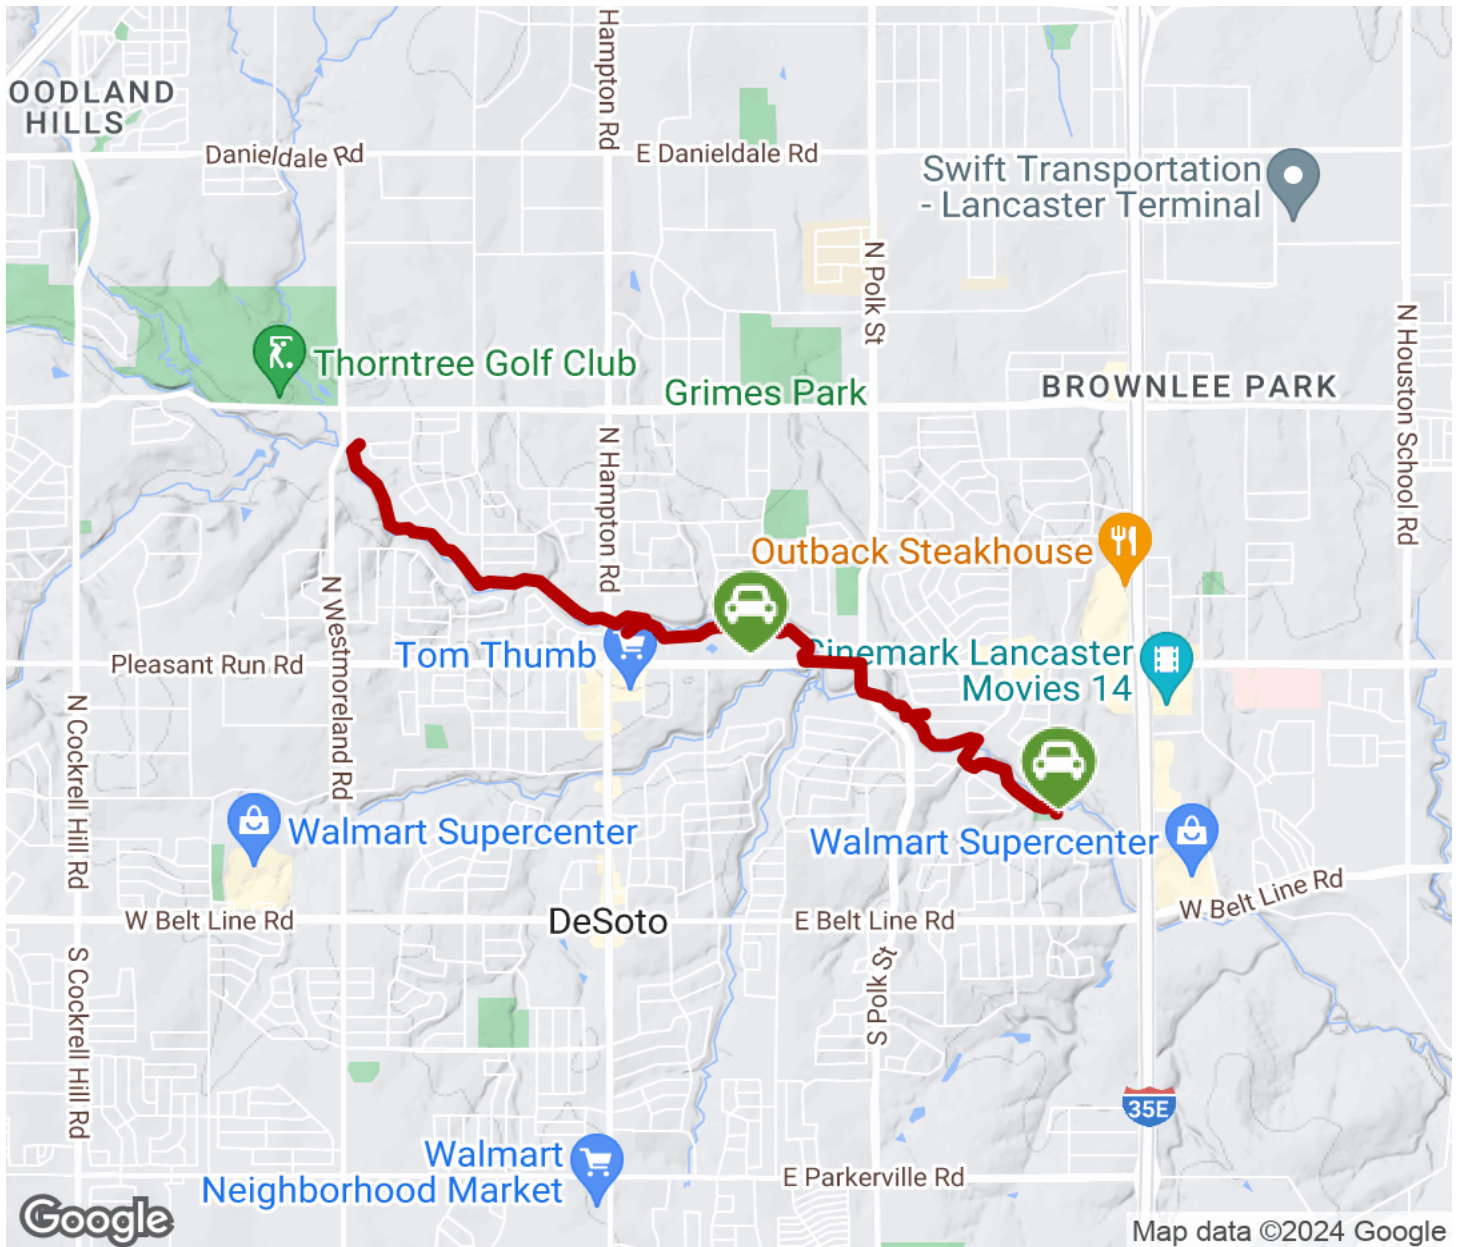 OODLAND
HILLS
Hampton Rd
Danieldale Rd
E Danieldale Rd
Swift Transportation
- Lancaster Terminal
N Polk St
N Houston School Rd
Thorntree Golf Club
Grimes Park
BROWNLEE PARK
N Hampton Rd
Outback Steakhouse
N Westmoreland Rd
Tom Thumb
Cinemark Lancaster
Movies 14
Pleasant Run Rd
N Cockrell Hill Rd
Walmart Supercenter
Walmart Supercenter
W Belt Line Rd
DeSoto
E Belt Line Rd
W Belt Line Rd
S Cockrell Hill Rd
S Polk St
35E
Walmart
Neighborhood Market
E Parkerville Rd
Google
Map data ©2024 Google